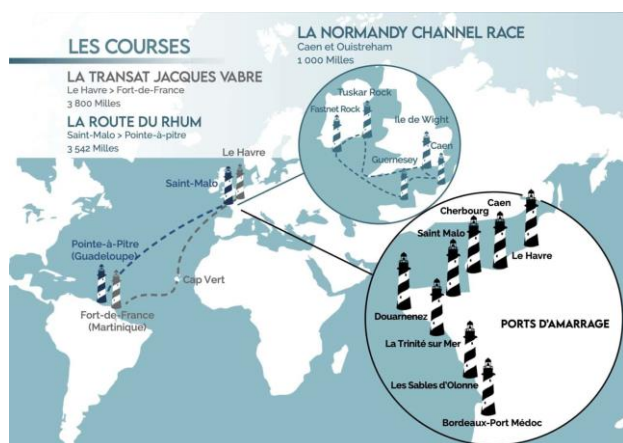 LES COURSES
LA TRANSAT JACQUES VABRE
Le Havre > Fort-de-France
3 800 Milles
LA ROUTE DU RHUM
Saint-Malo > Pointe-à-pitre
3 542 Milles
LA NORMANDY CHANNEL RACE
Caen et Ouistreham
1 000 Milles
Tuskar Rock
Fastnet Rock
Ile de Wight
Caen
Guernesey
Le Havre
Saint-Malo
Pointe-à-Pitre
(Guadeloupe)
Cap Vert
Fort-de-France
(Martinique)
Caen
Cherbourg
Saint Malo
Le Havre
Douarnenez
PORTS D'AMARRAGE
La Trinité sur Mer
Les Sables d'Olonne
Bordeaux-Port Médoc